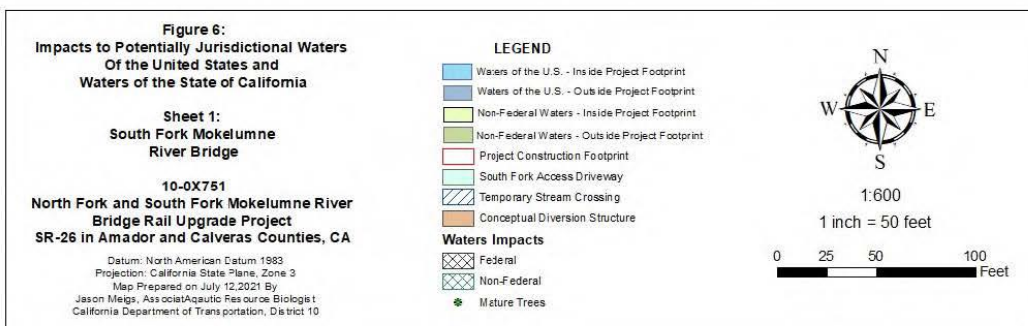 Figure 6:
Impacts to Potentially Jurisdictional Waters
Of the United States and
Waters of the State of California
Sheet 1:
South Fork Mokelumne
River Bridge
10-0X751
North Fork and South Fork Mokelumne River
Bridge Rail Upgrade Project
SR-26 in Amador and Calveras Counties, CA
Datum: North American Datum 1983
Projection: California State Plane, Zone 3
Map Prepared on July 12,2021 By
Jason Meigs, AssociatAqautic Resource Biologist
California Department of Transportation, District 10
LEGEND
Waters of the U.S. - Inside Project Footprint
Waters of the U.S. - Outside Project Footprint
Non-Federal Waters - Inside Project Footprint
Non-Federal Waters - Outside Project Footprint
Project Construction Footprint
South Fork Access Driveway
Temporary Stream Crossing
Conceptual Diversion Structure
Waters Impacts
Federal
Non-Federal
Mature Trees
N
W E
S
1:600
1 inch = 50 feet
0 25 50 100
Feet